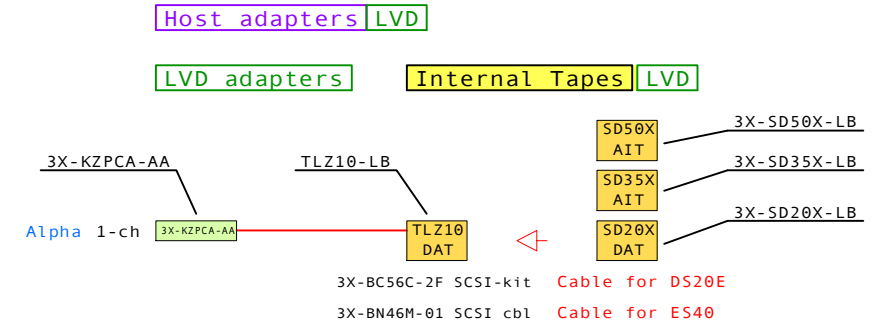 Host adapters LVD
LVD adapters Internal Tapes LVD
3X-SD50X-LB
SD50X
AIT
3X-KZPCA-AA TLZ10-LB 3X-SD35X-LB
SD35X
AIT
3X-SD20X-LB
Alpha 1-ch 3X-KZPCA-AA TLZ10 SD20X
DAT DAT
3X-BC56C-2F SCSI-kit Cable for DS20E
3X-BN46M-01 SCSI cbl Cable for ES40